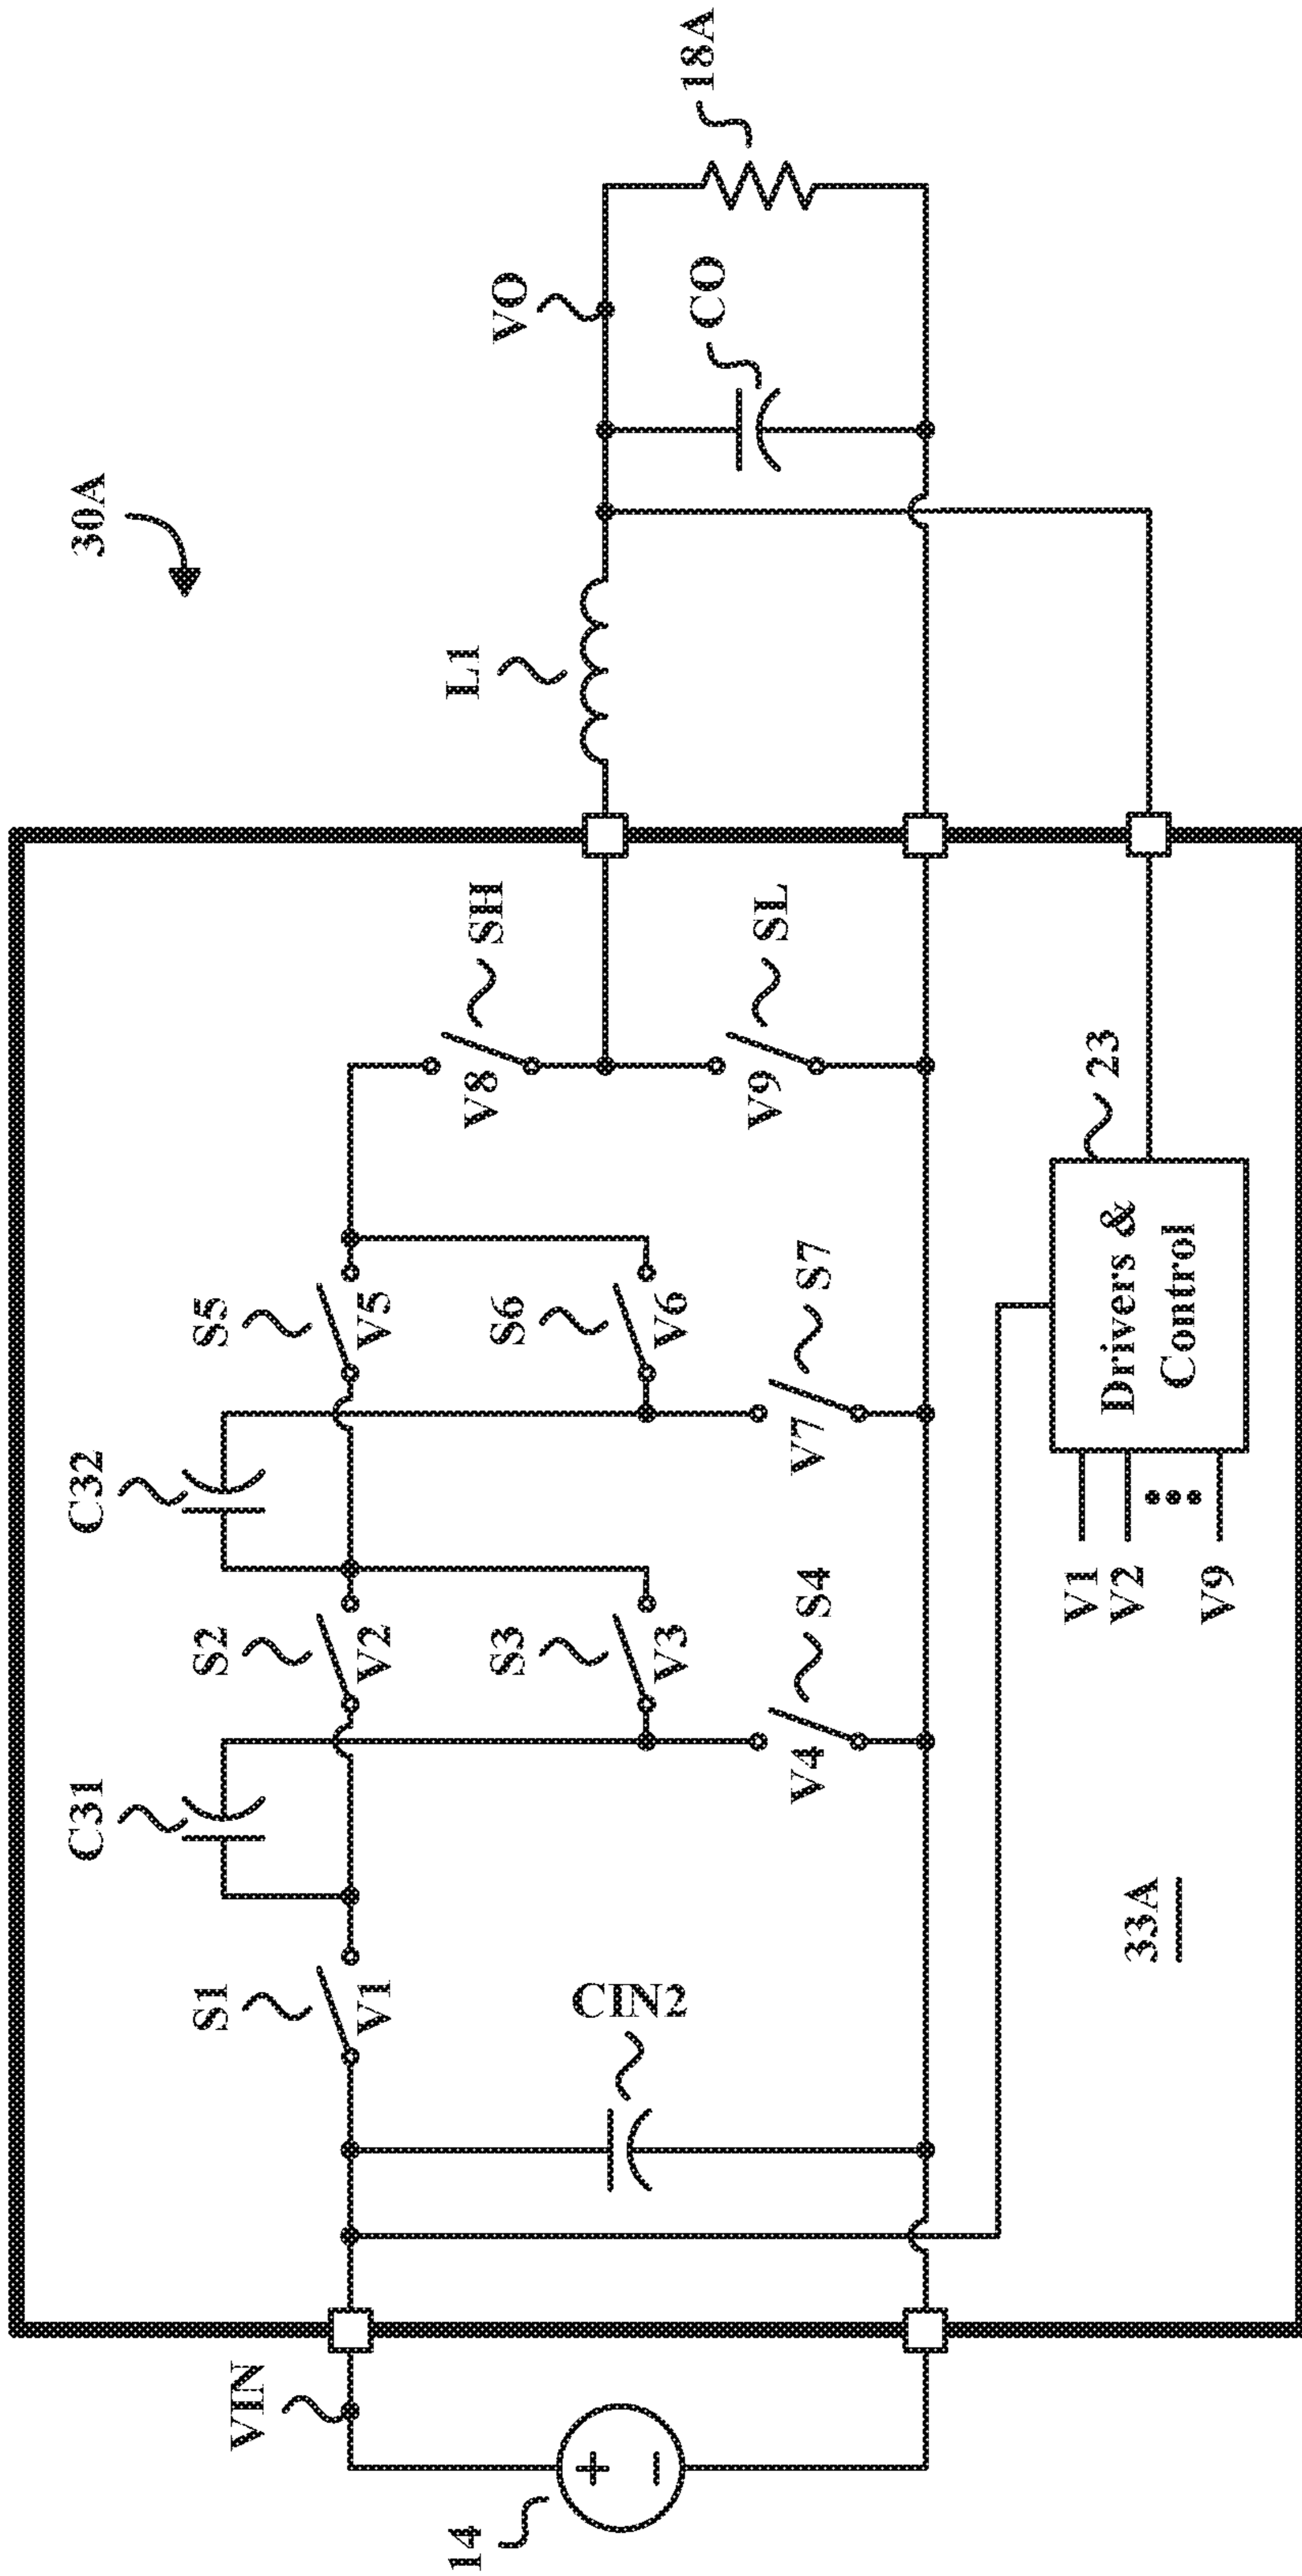 30A
VIN
14
S1
V1
C31
S2
V2
C32
S5
V5
S3
V3
S6
V6
V8
SH
L1
VO
CIN2
V4
S4
V7
S7
V9
SL
CO
18A
33A
V1
V2
V9
Drivers &
Control
23